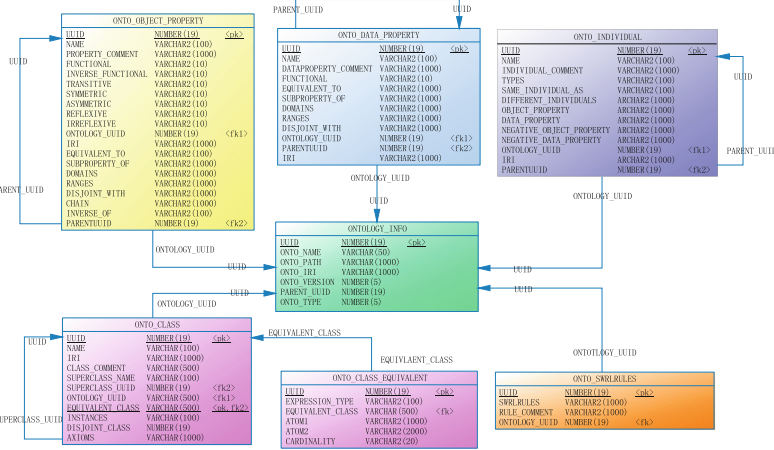 PARENT_UUID
UUID
ONTO_OBJECT_PROPERTY
UUID NUMBER(19) <pk>
NAME VARCHAR2(100)
PROPERTY_COMMENT VARCHAR2(1000)
FUNCTIONAL VARCHAR2(10)
INVERSE_FUNCTIONAL VARCHAR2(10)
TRANSITIVE VARCHAR2(10)
SYMMETRIC VARCHAR2(10)
ASYMMETRIC VARCHAR2(10)
REFLEXIVE VARCHAR2(10)
IRREFLEXIVE VARCHAR2(10)
ONTOLOGY_UUID NUMBER(19) <fk1>
IRI VARCHAR2(1000)
EQUIVALENT_TO VARCHAR2(100)
SUBPROPERTY_OF VARCHAR2(1000)
DOMAINS VARCHAR2(1000)
RANGES VARCHAR2(1000)
DISJOINT_WITH VARCHAR2(1000)
CHAIN VARCHAR2(1000)
INVERSE_OF VARCHAR2(100)
PARENTUUID NUMBER(19) <fk2>
UUID
ARENT_UUID
ONTO_DATA_PROPERTY
UUID NUMBER(19) <pk>
NAME VARCHAR2(100)
DATAPROPERTY_COMMENT VARCHAR2(1000)
FUNCTIONAL VARCHAR2(10)
EQUIVALENT_TO VARCHAR2(1000)
SUBPROPERTY_OF VARCHAR2(1000)
DOMAINS VARCHAR2(1000)
RANGES VARCHAR2(1000)
DISJOINT_WITH VARCHAR2(1000)
ONTOLOGY_UUID NUMBER(19) <fk1>
PARENTUUID NUMBER(19) <fk2>
IRI VARCHAR2(1000)
ONTO_INDIVIDUAL
UUID NUMBER(19) <pk>
NAME VARCHAR2(100)
INDIVIDUAL_COMMENT VARCHAR2(1000)
TYPES VARCHAR2(100)
SAME_INDIVIDUAL_AS VARCHAR2(100)
DIFFERENT_INDIVIDUALS ARCHAR2(1000)
OBJECT_PROPERTY ARCHAR2(1000)
DATA_PROPERTY ARCHAR2(1000)
NEGATIVE_OBJECT_PROPERTY ARCHAR2(1000)
NEGATIVE_DATA_PROPERTY ARCHAR2(1000)
ONTOLOGY_UUID NUMBER(19) <fk1>
IRI ARCHAR2(1000)
PARENTUUID NUMBER(19) <fk2>
UUID
PARENT_UUID
ONTOLOGY_UUID
UUID
ONTOLOGY_UUID
ONTOLOGY_UUID
UUID
UUID
ONTOLOGY_INFO
UUID NUMBER(19) <pk>
ONTO_NAME VARCHAR(50)
ONTO_PATH VARCHAR(1000)
ONTO_IRI VARCHAR(1000)
ONTO_VERSION NUMBER(5)
PARENT_UUID NUMBER(19)
ONTO_TYPE NUMBER(5)
UUID
ONTOLOGY_UUID
UUID
ONTOTLOGY_UUID
ONTO_CLASS
UUID NUMBER(19) <pk>
NAME VARCHAR(100)
IRI VARCHAR(1000)
CLASS_COMMENT VARCHAR(500)
SUPERCLASS_NAME VARCHAR(100)
SUPERCLASS_UUID NUMBER(19) <fk2>
ONTOLOGY_UUID VARCHAR(500) <fk1>
EQUIVALENT_CLASS VARCHAR(500) <pk,fk2>
INSTANCES VARCHAR(100)
DISJOINT_CLASS NUMBER(19)
AXIOMS VARCHAR(1000)
UUID
SUPERCLASS_UUID
EQUIVALENT_CLASS
EQUIVLAENT_CLASS
ONTO_CLASS_EQUIVALENT
UUID NUMBER(19) <pk>
EXPRESSION_TYPE VARCHAR2(100)
EQUIVALENT_CLASS VARCHAR(500) <fk>
ATOM1 VARCHAR2(1000)
ATOM2 VARCHAR2(2000)
CARDINALITY VARCHAR2(20)
ONTO_SWRLRULES
UUID NUMBER(19) <pk>
SWRLRULES VARCHAR2(1000)
RULE_COMMENT VARCHAR2(1000)
ONTOLOGY_UUID NUMBER(19) <fk>